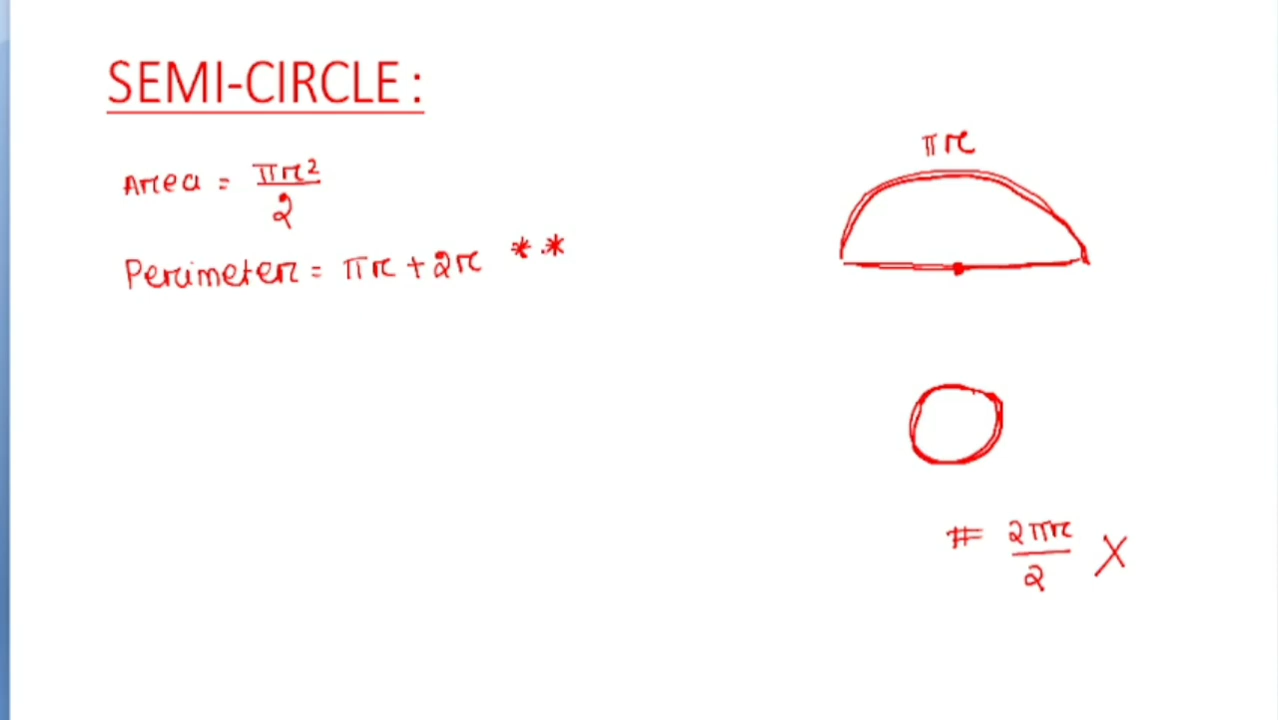 SEMI-CIRCLE :
Area = πr²/2
Perimeter = πr + 2r **
πr
≠ 2πr/2 X